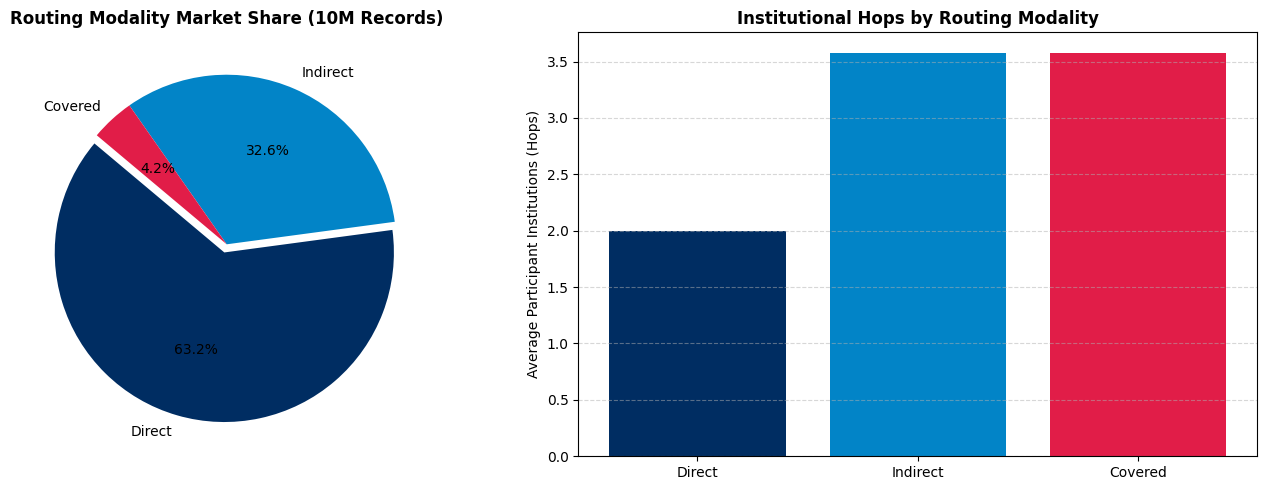 Routing Modality Market Share (10M Records)
Indirect
Covered
32.6%
4.2%
63.2%
Direct
Institutional Hops by Routing Modality
Average Participant Institutions (Hops)
3.5
3.0
2.5
2.0
1.5
1.0
0.5
0.0
Direct
Indirect
Covered